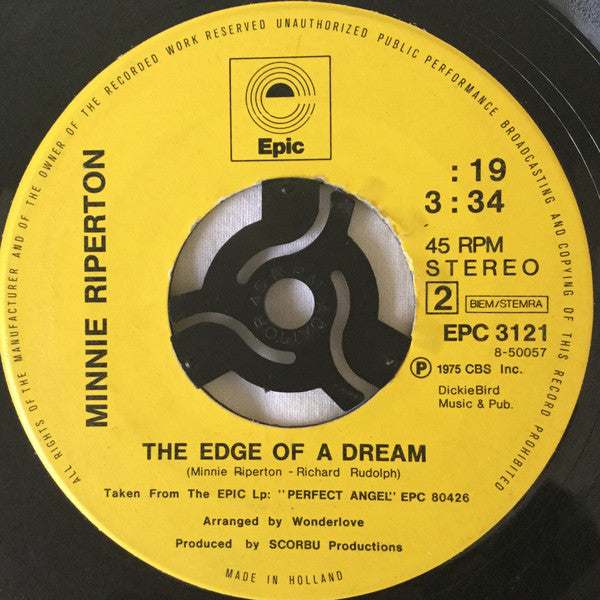 ALL RIGHTS OF THE MANUFACTURER AND OF THE OWNER OF THE RECORDED WORK RESERVED UNAUTHORIZED PUBLIC PERFORMANCE BROADCASTING AND COPYING OF THIS RECORD PROHIBITED
Epic
MINNIE RIPERTON
: 19
3 : 34
45 RPM
STEREO
2 BIEM/STEMRA
EPC 3121
8-50057
Ⓟ 1975 CBS Inc.
DickieBird
Music & Pub.
THE EDGE OF A DREAM
(Minnie Riperton - Richard Rudolph)
Taken From The EPIC Lp: "PERFECT ANGEL" EPC 80426
Arranged by Wonderlove
Produced by SCORBU Productions
MADE IN HOLLAND